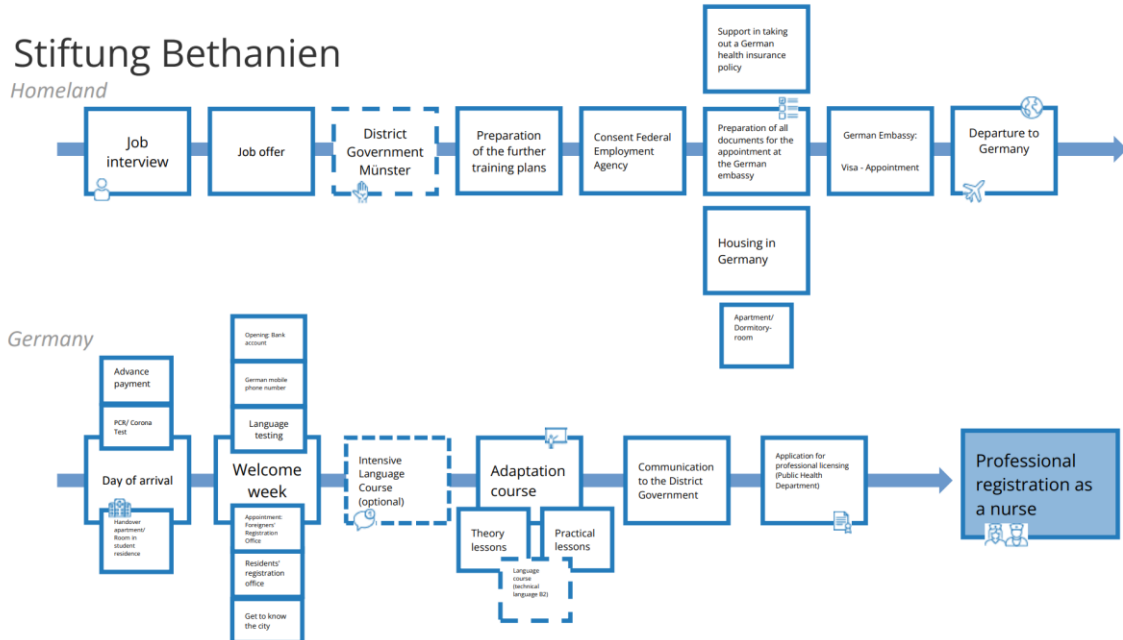 Stiftung Bethanien
Homeland
Support in taking
out a German
health insurance
policy
Job
interview
Job offer
District
Government
Münster
Preparation
of the further
training plans
Consent Federal
Employment
Agency
Preparation of all
documents for the
appointment at
the German
embassy
German Embassy:
Visa - Appointment
Departure to
Germany
Housing in
Germany
Apartment/
Dormitory-
room
Germany
Advance
payment
PCR/ Corona
Test
Day of arrival
Handover
apartment/
Room in
student
residence
Opening: Bank
account
German mobile
phone number
Language
testing
Welcome
week
Appointment:
Foreigners'
Registration
Office
Residents'
registration
office
Get to know
the city
Intensive
Language
Course
(optional)
Adaptation
course
Theory
lessons
Practical
lessons
Language
course
(technical
language B2)
Communication
to the District
Government
Application for
professional licensing
(Public Health
Department)
Professional
registration as
a nurse